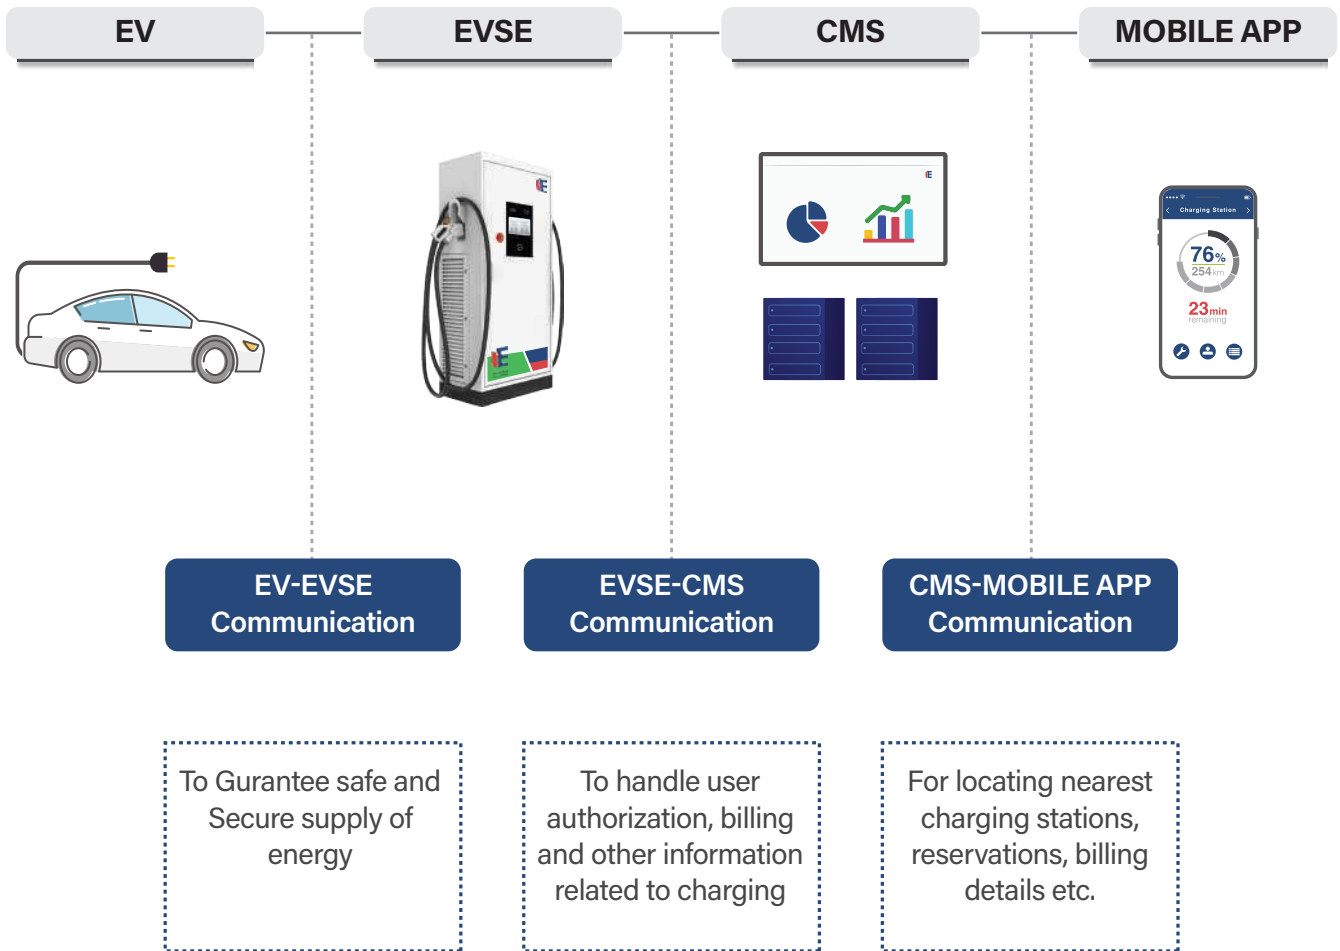 EV
EVSE
CMS
MOBILE APP
E
E
E
Charging Station
76%
254km
23min
remaining
EV-EVSE
Communication
EVSE-CMS
Communication
CMS-MOBILE APP
Communication
To Gurantee safe and
Secure supply of
energy
To handle user
authorization, billing
and other information
related to charging
For locating nearest
charging stations,
reservations, billing
details etc.